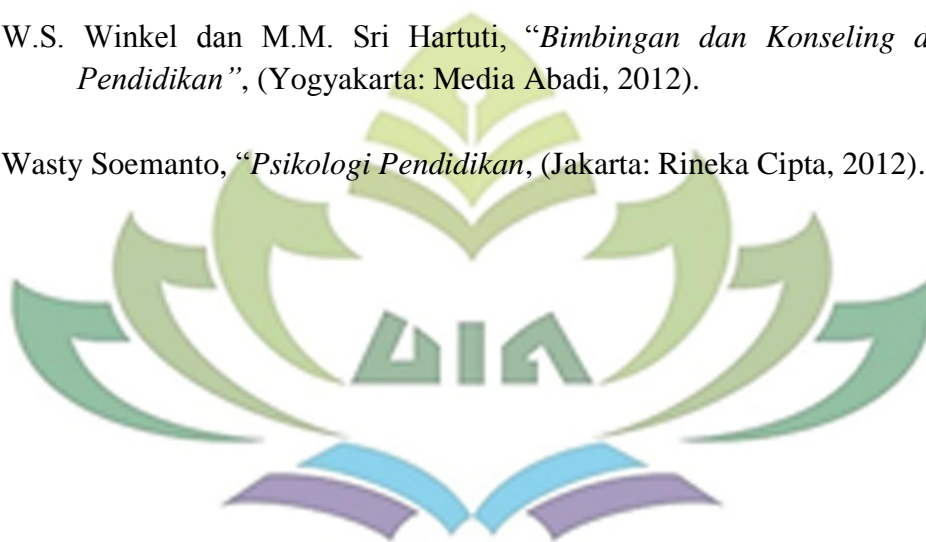 W.S. Winkel dan M.M. Sri Hartuti, “Bimbingan dan Konseling
Pendidikan”, (Yogyakarta: Media Abadi, 2012).
Wasty Soemanto, “Psikologi Pendidikan, (Jakarta: Rineka Cipta, 2012).
UIN